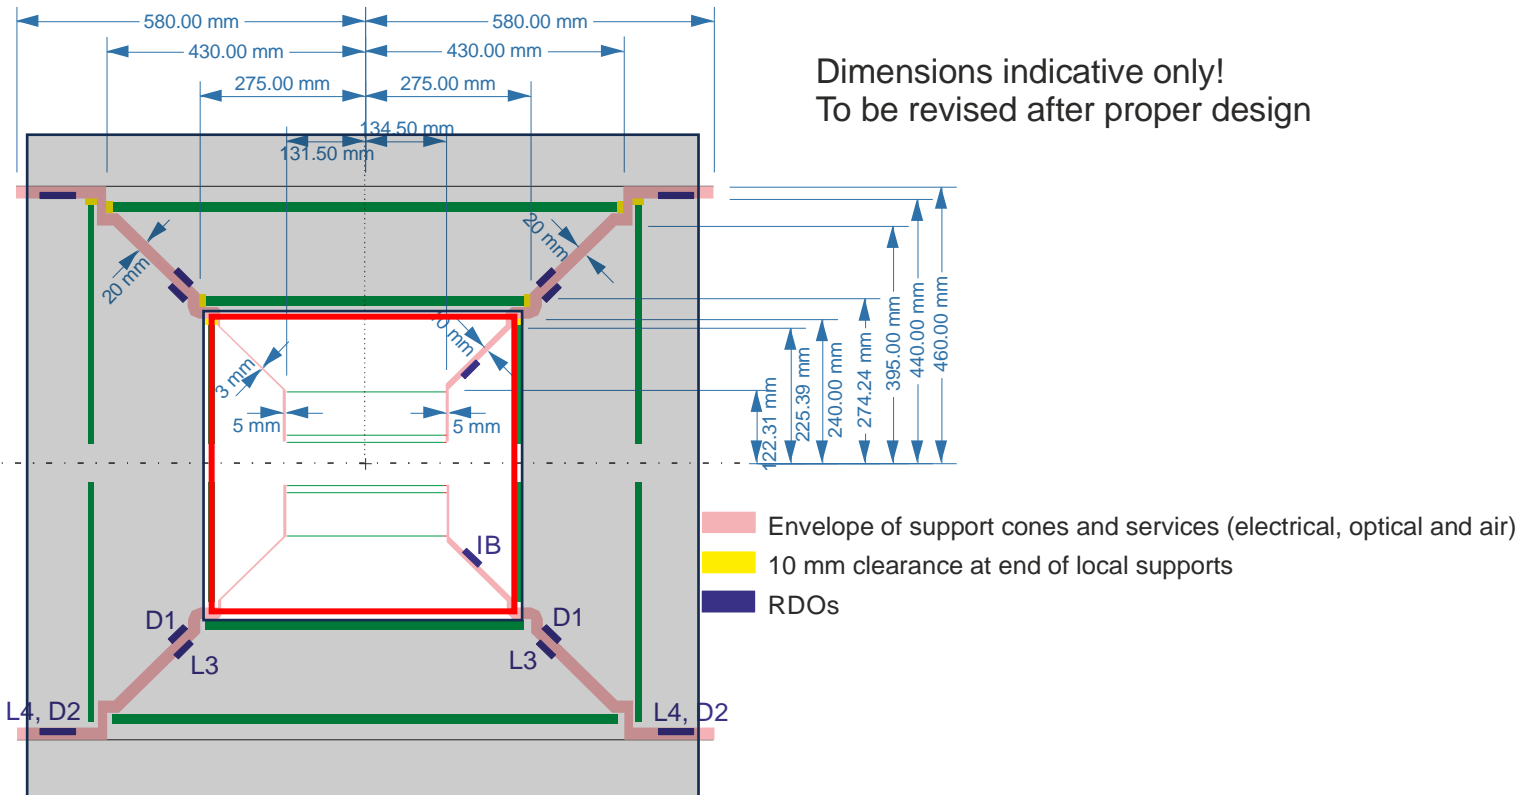 580.00 mm
580.00 mm
430.00 mm
430.00 mm
275.00 mm
275.00 mm
134.50 mm
131.50 mm
Dimensions indicative only!
To be revised after proper design
20 mm
20 mm
10 mm
3 mm
5 mm
5 mm
122.31 mm
225.39 mm
240.00 mm
274.24 mm
395.00 mm
440.00 mm
460.00 mm
IB
D1
D1
L3
L3
L4, D2
L4, D2
Envelope of support cones and services (electrical, optical and air)
10 mm clearance at end of local supports
RDOs